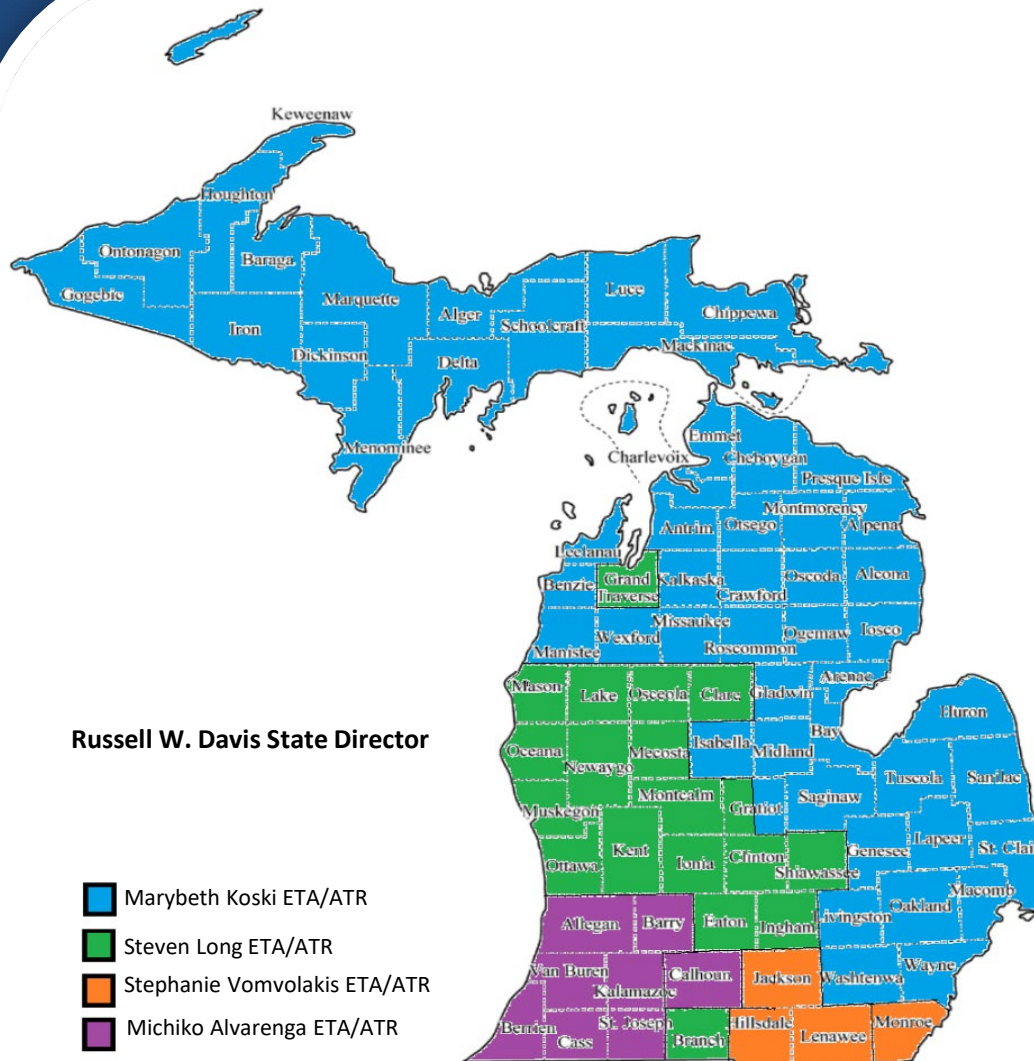 Keweenaw
Houghton
Ontonagon
Baraga
Gogebic
Marquette
Luce
Alger
Chippewa
Iron
Schoolcraft
Dickinson
Mackinac
Delta
Menominee
Emmet
Charlevoix
Cheboygan
Presque Isle
Montmorency
Antrim
Otsego
Alpena
Leelanau
Grand
Traverse
Benzie
Kalkaska
Crawford
Oscoda
Alcona
Missaukee
Wexford
Manistee
Roscommon
Ogemaw
Iosco
Arenac
Mason
Lake
Osceola
Clare
Gladwin
Huron
Russell W. Davis State Director
Oceana
Newaygo
Mecosta
Isabella
Midland
Bay
Tuscola
Sanilac
Montcalm
Gratiot
Saginaw
Muskegon
Kent
Ottawa
Ionia
Clinton
Shiawassee
Genesee
Lapeer
St. Clai
Macomb
Marybeth Koski ETA/ATR
Allegan
Barry
Eaton
Ingham
Livingston
Oakland
Steven Long ETA/ATR
Van Buren
Kalamazoo
Calhoun
Jackson
Washtenwa
Wayne
Stephanie Vomvolakis ETA/ATR
Michiko Alvarenga ETA/ATR
Berrien
Cass
St. Joseph
Branch
Hillsdale
Lenawee
Monroe